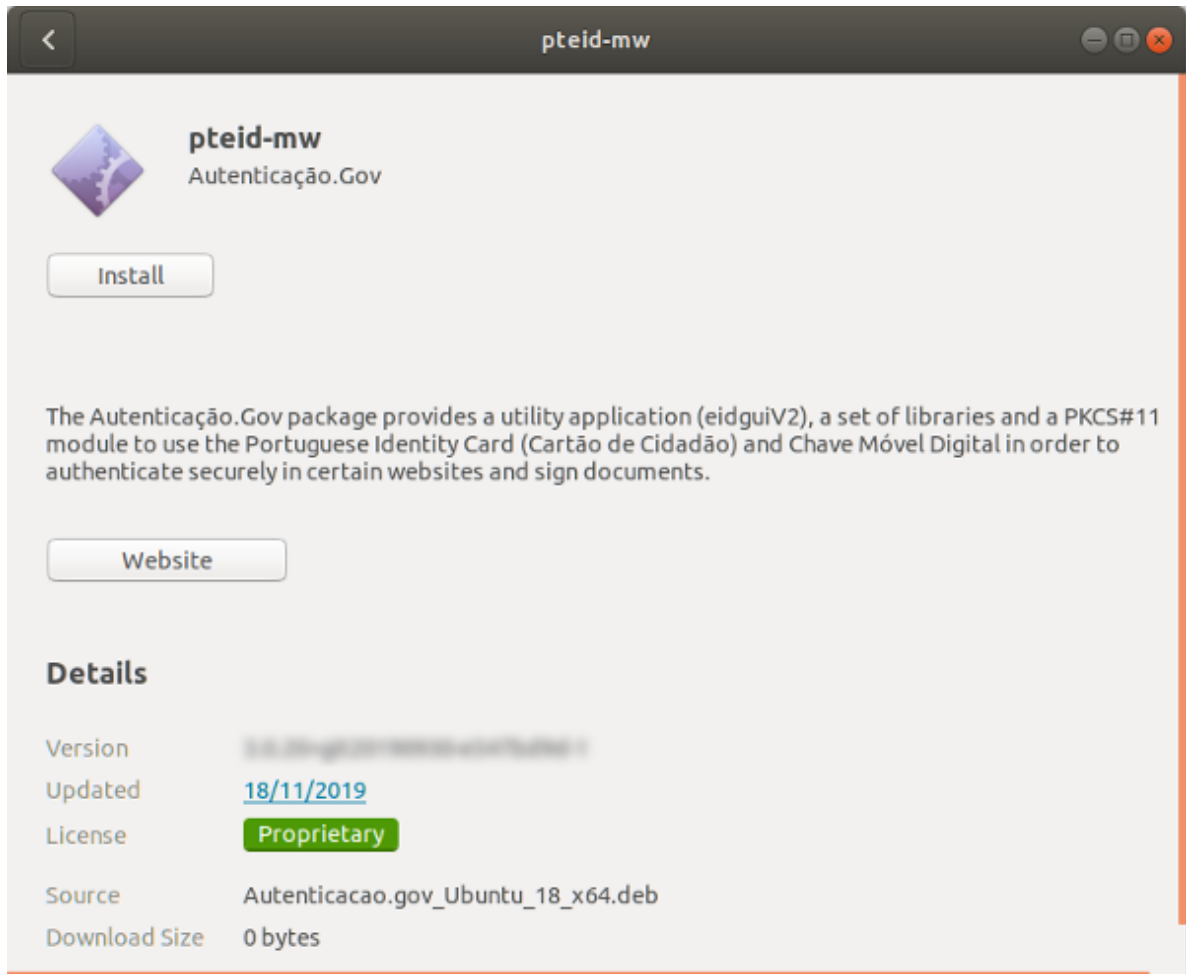 pteid-mw
pteid-mw
Autenticação.Gov
Install
The Autenticação.Gov package provides a utility application (eidguiV2), a set of libraries and a PKCS#11
module to use the Portuguese Identity Card (Cartão de Cidadão) and Chave Móvel Digital in order to
authenticate securely in certain websites and sign documents.
Website
Details
Version
Updated 18/11/2019
License Proprietary
Source Autenticacao.gov_Ubuntu_18_x64.deb
Download Size 0 bytes